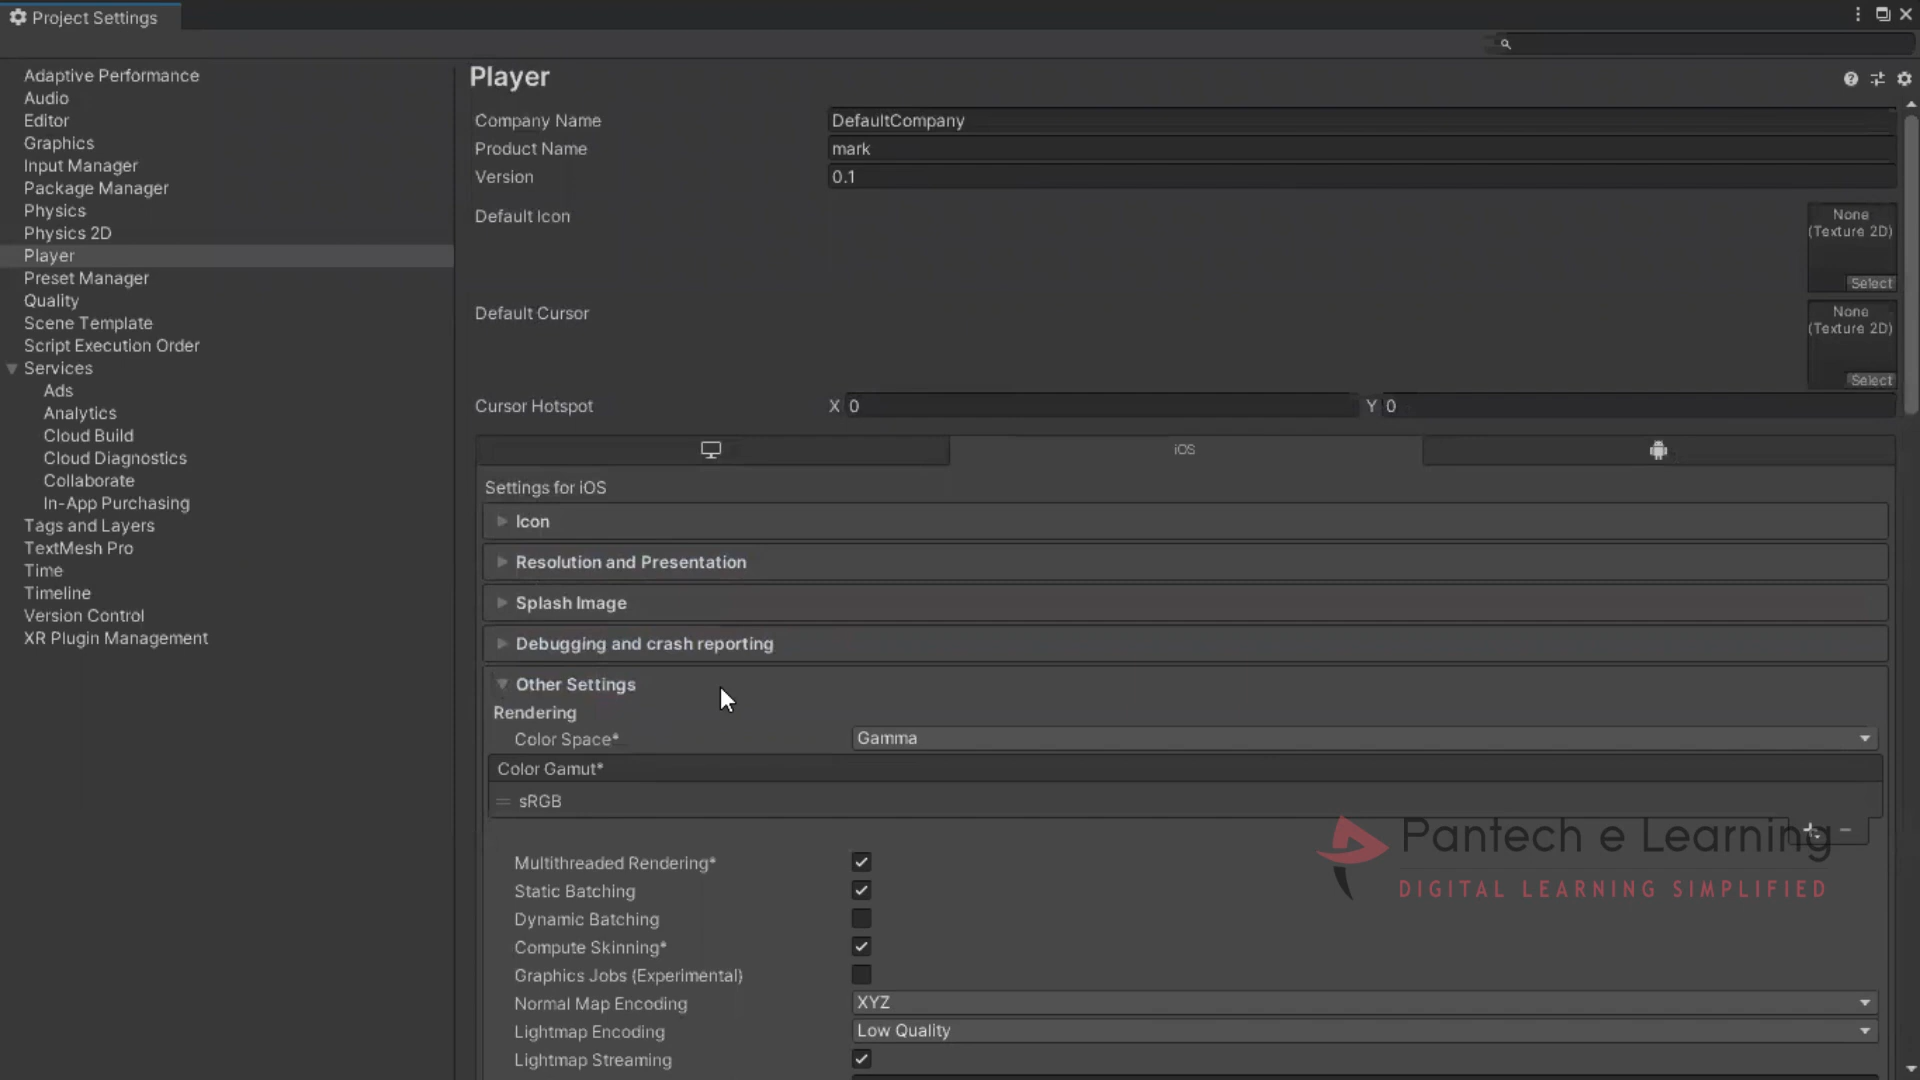 Project Settings
Adaptive Performance
Audio
Editor
Graphics
Input Manager
Package Manager
Physics
Physics 2D
Player
Preset Manager
Quality
Scene Template
Script Execution Order
Services
Ads
Analytics
Cloud Build
Cloud Diagnostics
Collaborate
In-App Purchasing
Tags and Layers
TextMesh Pro
Time
Timeline
Version Control
XR Plugin Management
Player
Company Name DefaultCompany
Product Name mark
Version 0.1
Default Icon
None
(Texture 2D)
Select
Default Cursor
None
(Texture 2D)
Select
Cursor Hotspot X 0 Y 0
iOS
Settings for iOS
Icon
Resolution and Presentation
Splash Image
Debugging and crash reporting
Other Settings
Rendering
Color Space* Gamma
Color Gamut*
= sRGB
Pantech e Learning
DIGITAL LEARNING SIMPLIFIED
Multithreaded Rendering*
Static Batching
Dynamic Batching
Compute Skinning*
Graphics Jobs (Experimental)
Normal Map Encoding XYZ
Lightmap Encoding Low Quality
Lightmap Streaming